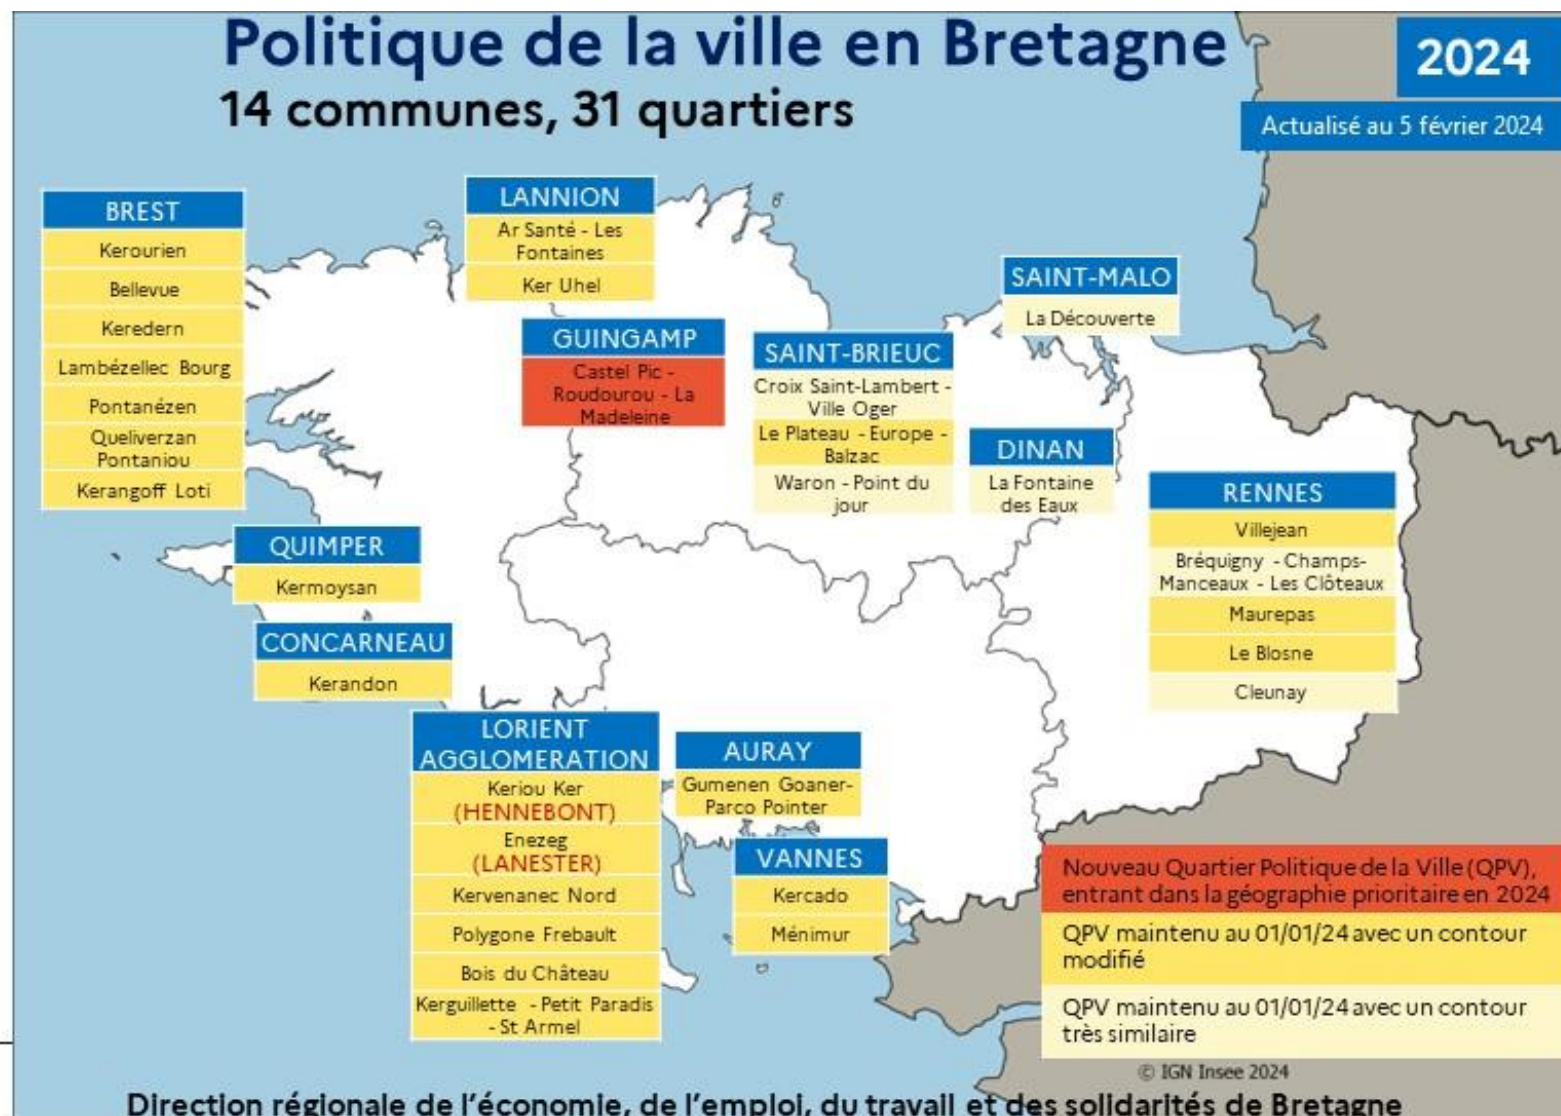 Politique de la ville en Bretagne
14 communes, 31 quartiers
2024
Actualisé au 5 février 2024
BREST
Kerourien
Bellevue
Keredern
Lambézellec Bourg
Pontanézen
Queliverzan
Pontaniou
Kerangoff Loti
LANNION
Ar Santé - Les
Fontaines
Ker Uhel
GUINGAMP
Castel Pic -
Roudourou - La
Madeleine
SAINT-BRIEUC
Croix Saint-Lambert -
Ville Oger
Le Plateau - Europe -
Balzac
Waron - Point du
jour
SAINT-MALO
La Découverte
DINAN
La Fontaine
des Eaux
RENNES
Villejean
Bréquigny - Champs-
Manceaux - Les Clôteaux
Maurepas
Le Blosne
Cleunay
QUIMPER
Kermoysan
CONCARNEAU
Kerandon
LORIENT
AGGLOMERATION
Keriou Ker
(HENNEBONT)
Enezeg
(LANESTER)
Kervenanec Nord
Polygone Frebault
Bois du Château
Kerguillette - Petit Paradis
- St Armel
AURAY
Gumenen Goaner-
Parco Pointer
VANNES
Kercado
Ménimur
Nouveau Quartier Politique de la Ville (QPV),
entrant dans la géographie prioritaire en 2024
QPV maintenu au 01/01/24 avec un contour
modifié
QPV maintenu au 01/01/24 avec un contour
très similaire
© IGN Insee 2024
Direction régionale de l'économie, de l'emploi, du travail et des solidarités de Bretagne